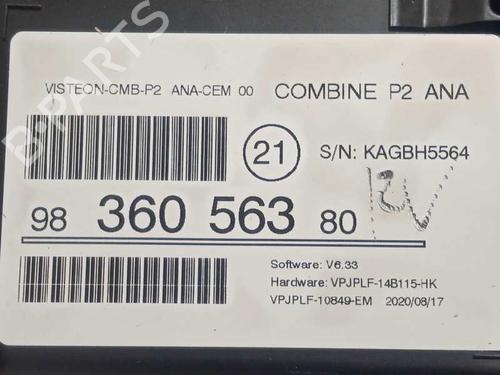 B-PARTS
VISTEON-CMB-P2 ANA-CEM 00 COMBINE P2 ANA
21 S/N: KAGBH5564
98 360 563 80
Software: V6.33
Hardware: VPJPLF-14B115-HK
VPJPLF-10849-EM 2020/08/17